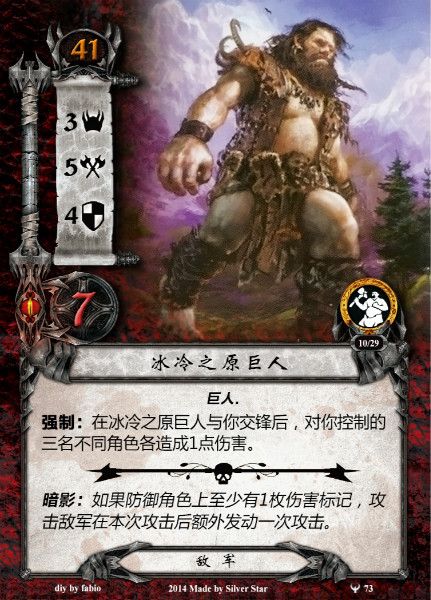 41
3
5
4
7
10/29
冰冷之原巨人
巨人.
强制：在冰冷之原巨人与你交锋后，对你控制的
三名不同角色各造成1点伤害。
暗影：如果防御角色上至少有1枚伤害标记，攻
击敌军在本次攻击后额外发动一次攻击。
敌 军
diy by fabio
2014 Made by Silver Star
73